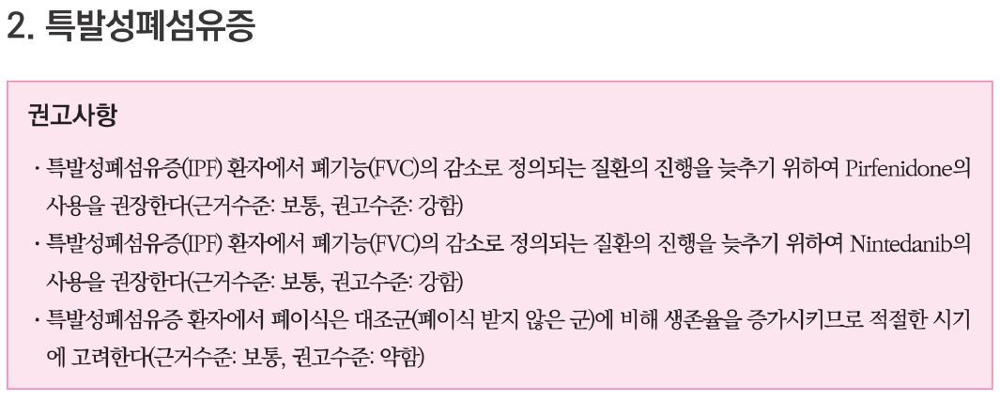 2. 특발성폐섬유증
권고사항
· 특발성폐섬유증(IPF) 환자에서 폐기능(FVC)의 감소로 정의되는 질환의 진행을 늦추기 위하여 Pirfenidone의
사용을 권장한다(근거수준: 보통, 권고수준: 강함)
· 특발성폐섬유증(IPF) 환자에서 폐기능(FVC)의 감소로 정의되는 질환의 진행을 늦추기 위하여 Nintedanib의
사용을 권장한다(근거수준: 보통, 권고수준: 강함)
· 특발성폐섬유증 환자에서 폐이식은 대조군(폐이식 받지 않은 군)에 비해 생존율을 증가시키므로 적절한 시기
에 고려한다(근거수준: 보통, 권고수준: 약함)